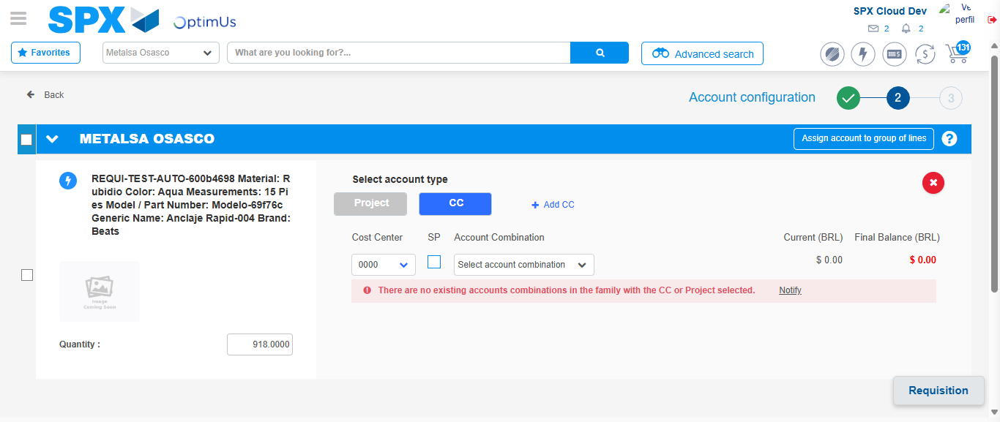 SPX OptimUs
SPX Cloud Dev
Ve
perfil
2 2
Favorites
Metalsa Osasco
What are you looking for?...
Advanced search
131
Back
Account configuration
2
3
METALSA OSASCO
Assign account to group of lines
?
REQUI-TEST-AUTO-600b4698 Material: R
ubidio Color: Aqua Measurements: 15 Pi
es Model / Part Number: Modelo-69f76c
Generic Name: Anclaje Rapid-004 Brand:
Beats
Image
Coming Soon
Quantity :
918.0000
Select account type
Project
CC
+ Add CC
Cost Center SP Account Combination Current (BRL) Final Balance (BRL)
0000 Select account combination $ 0.00 $ 0.00
There are no existing accounts combinations in the family with the CC or Project selected. Notify
Requisition